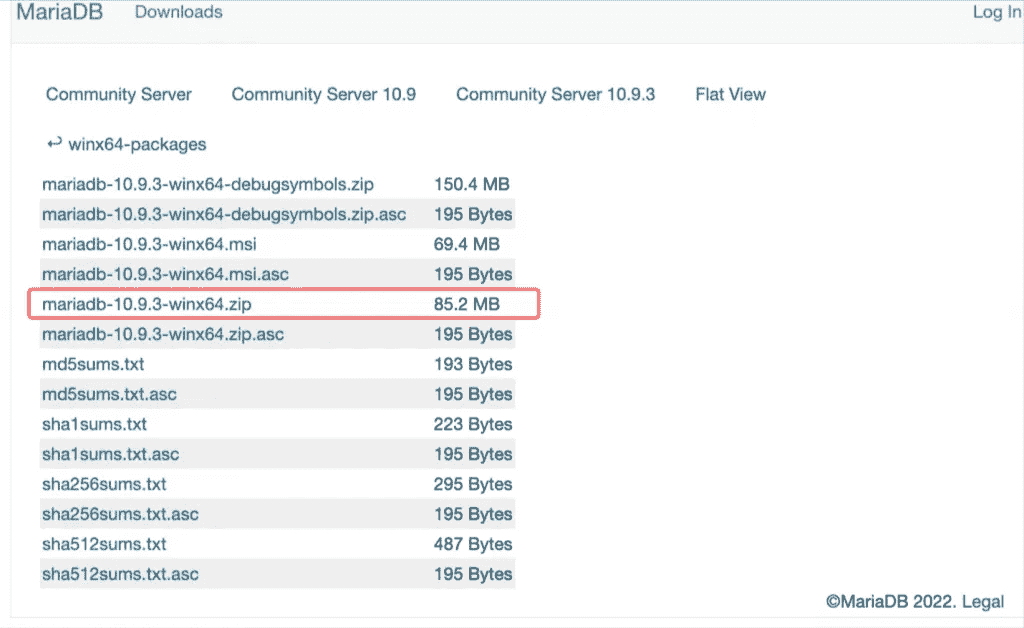 MariaDB Downloads Log In
Community Server Community Server 10.9 Community Server 10.9.3 Flat View
↩ winx64-packages
mariadb-10.9.3-winx64-debugsymbols.zip 150.4 MB
mariadb-10.9.3-winx64-debugsymbols.zip.asc 195 Bytes
mariadb-10.9.3-winx64.msi 69.4 MB
mariadb-10.9.3-winx64.msi.asc 195 Bytes
mariadb-10.9.3-winx64.zip 85.2 MB
mariadb-10.9.3-winx64.zip.asc 195 Bytes
md5sums.txt 193 Bytes
md5sums.txt.asc 195 Bytes
sha1sums.txt 223 Bytes
sha1sums.txt.asc 195 Bytes
sha256sums.txt 295 Bytes
sha256sums.txt.asc 195 Bytes
sha512sums.txt 487 Bytes
sha512sums.txt.asc 195 Bytes
©MariaDB 2022. Legal